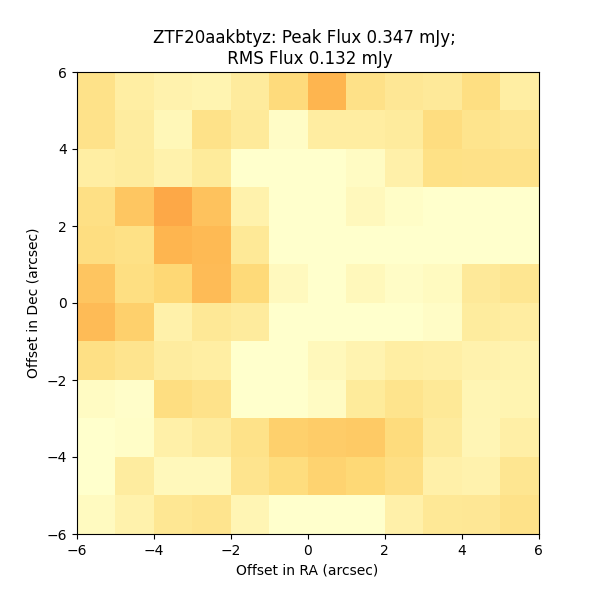 ZTF20aakbtyz: Peak Flux 0.347 mJy;
RMS Flux 0.132 mJy
6
4
2
0
−2
−4
−6
Offset in Dec (arcsec)
−6 −4 −2 0 2 4 6
Offset in RA (arcsec)